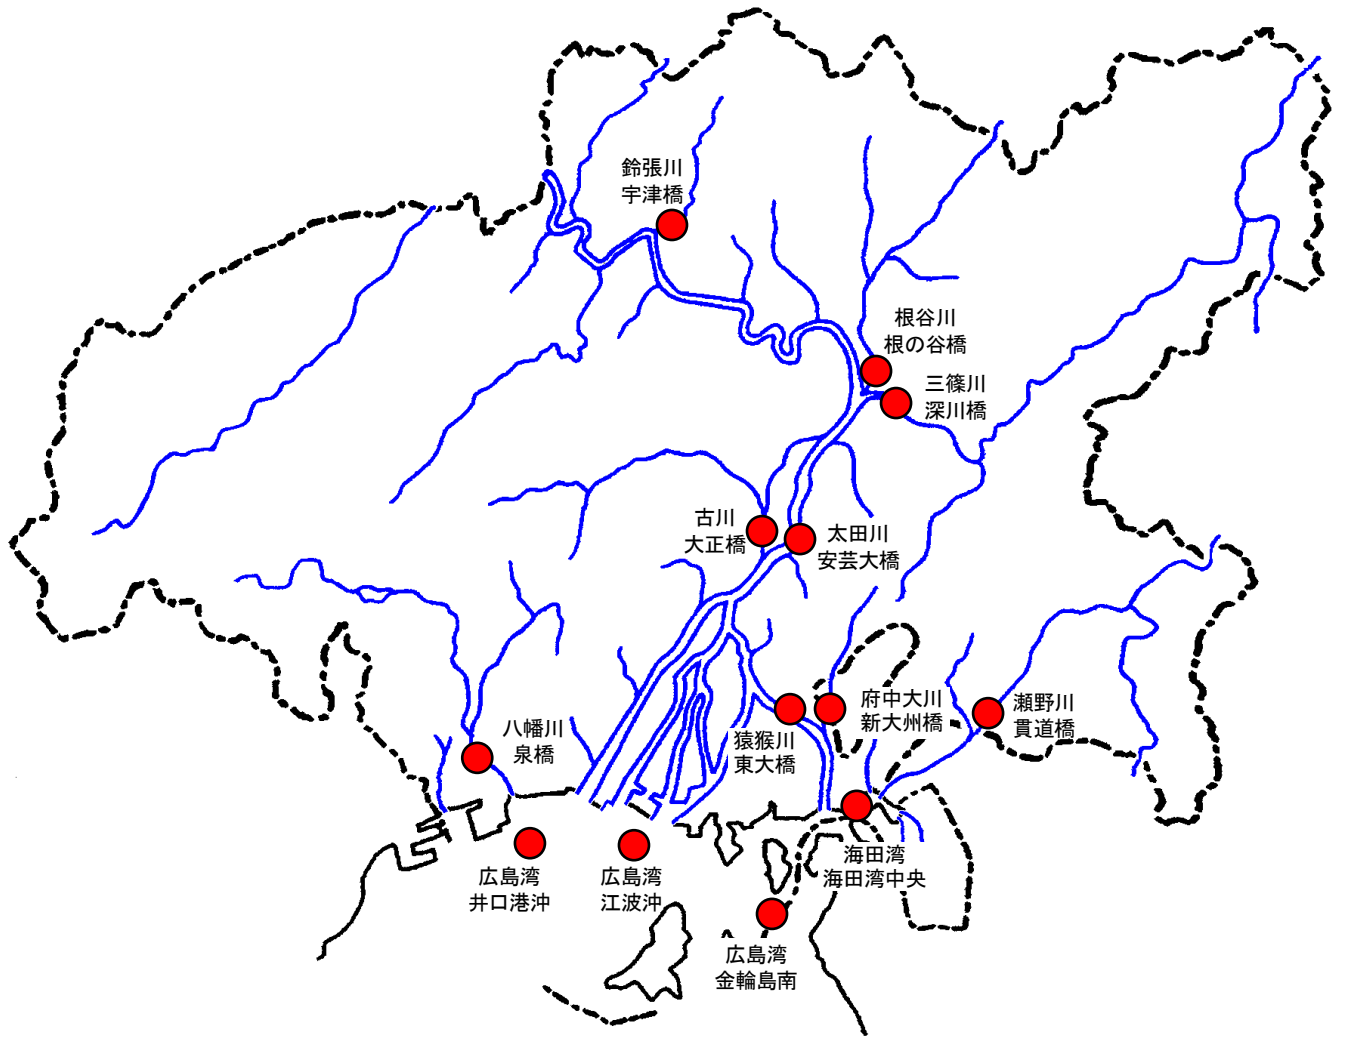 鈴張川
宇津橋
根谷川
根の谷橋
三篠川
深川橋
古川
大正橋
太田川
安芸大橋
府中大川
新大州橋
瀬野川
貫道橋
八幡川
泉橋
猿猴川
東大橋
海田湾
海田湾中央
広島湾
井口港沖
広島湾
江波沖
広島湾
金輪島南